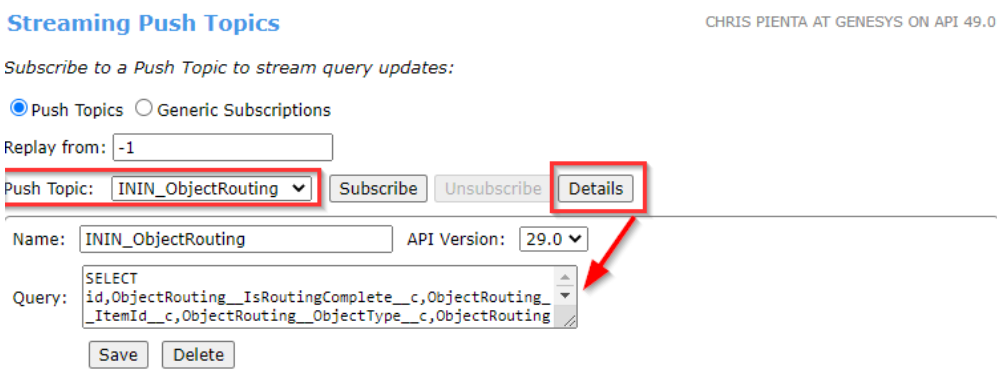 Streaming Push Topics
CHRIS PIENTA AT GENESYS ON API 49.0
Subscribe to a Push Topic to stream query updates:
Push Topics Generic Subscriptions
Replay from: -1
Push Topic: ININ_ObjectRouting Subscribe Unsubscribe Details
Name: ININ_ObjectRouting API Version: 29.0
Query:
SELECT
id,ObjectRouting__IsRoutingComplete__c,ObjectRouting_
_ItemId__c,ObjectRouting__ObjectType__c,ObjectRouting
Save Delete